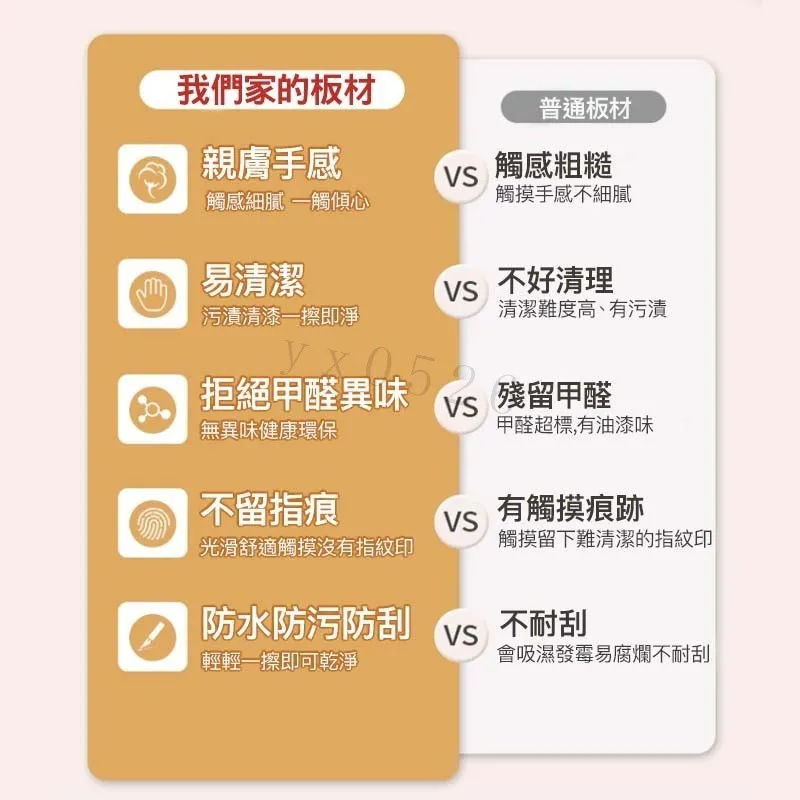 我們家的板材
普通板材
親膚手感
觸感細膩 一觸傾心
VS
觸感粗糙
觸摸手感不細膩
易清潔
污漬清漆一擦即淨
VS
不好清理
清潔難度高、有污漬
yx0526
拒絕甲醛異味
無異味健康環保
VS
殘留甲醛
甲醛超標,有油漆味
不留指痕
光滑舒適觸摸沒有指紋印
VS
有觸摸痕跡
觸摸留下難清潔的指紋印
防水防污防刮
輕輕一擦即可乾淨
VS
不耐刮
會吸濕發霉易腐爛不耐刮